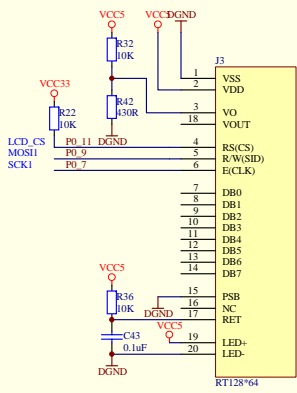 VCC5
VCC5
DGND
R32
10K
J3
VCC33
1
VSS
2
VDD
R42
430R
3
VO
18
VOUT
R22
10K
DGND
LCD_CS
P0_11
4
RS(CS)
MOSI1
P0_9
5
R/W(SID)
SCK1
P0_7
6
E(CLK)
7
DB0
8
DB1
9
DB2
10
DB3
11
DB4
12
DB5
13
DB6
14
DB7
VCC5
R36
10K
15
PSB
16
NC
DGND
17
RET
VCC5
C43
0.1uF
19
LED+
20
LED-
DGND
RT128*64